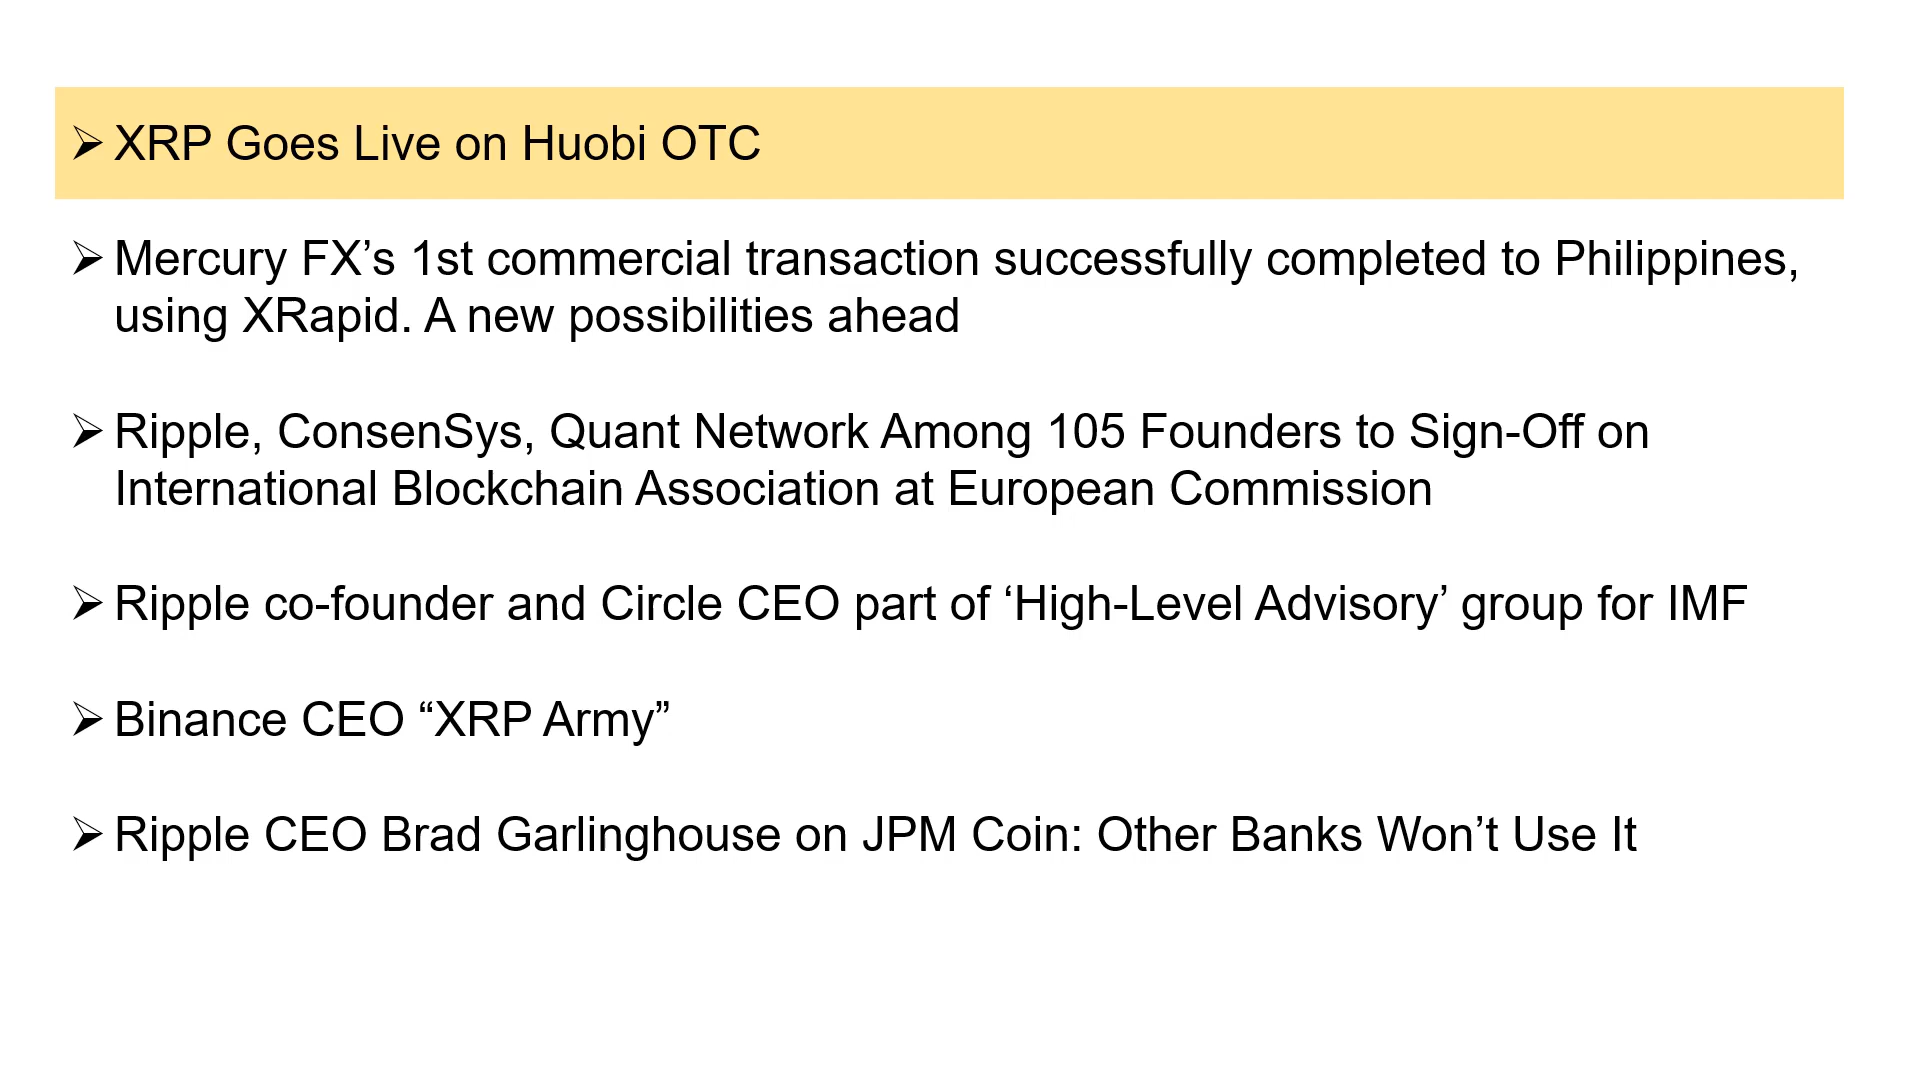 ➢ XRP Goes Live on Huobi OTC
➢ Mercury FX’s 1st commercial transaction successfully completed to Philippines,
using XRapid. A new possibilities ahead
➢ Ripple, ConsenSys, Quant Network Among 105 Founders to Sign-Off on
International Blockchain Association at European Commission
➢ Ripple co-founder and Circle CEO part of ‘High-Level Advisory’ group for IMF
➢ Binance CEO “XRP Army”
➢ Ripple CEO Brad Garlinghouse on JPM Coin: Other Banks Won’t Use It